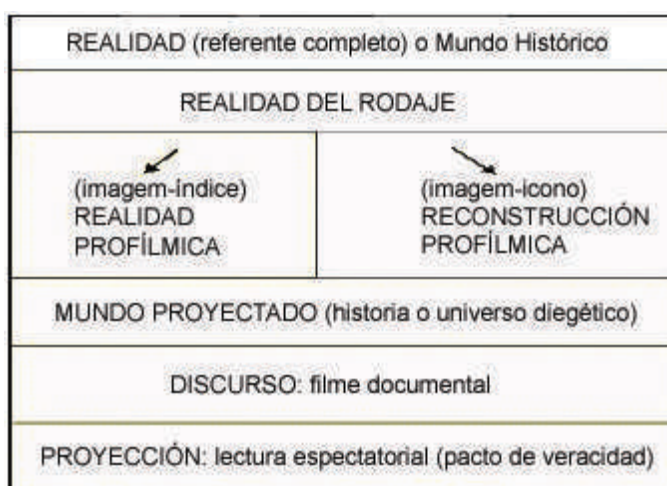 REALIDAD (referente completo) o Mundo Histórico
REALIDAD DEL RODAJE
(imagem-índice)
REALIDAD
PROFÍLMICA
(imagem-icono)
RECONSTRUCCIÓN
PROFÍLMICA
MUNDO PROYECTADO (historia o universo diegético)
DISCURSO: filme documental
PROYECCIÓN: lectura espectatorial (pacto de veracidad)